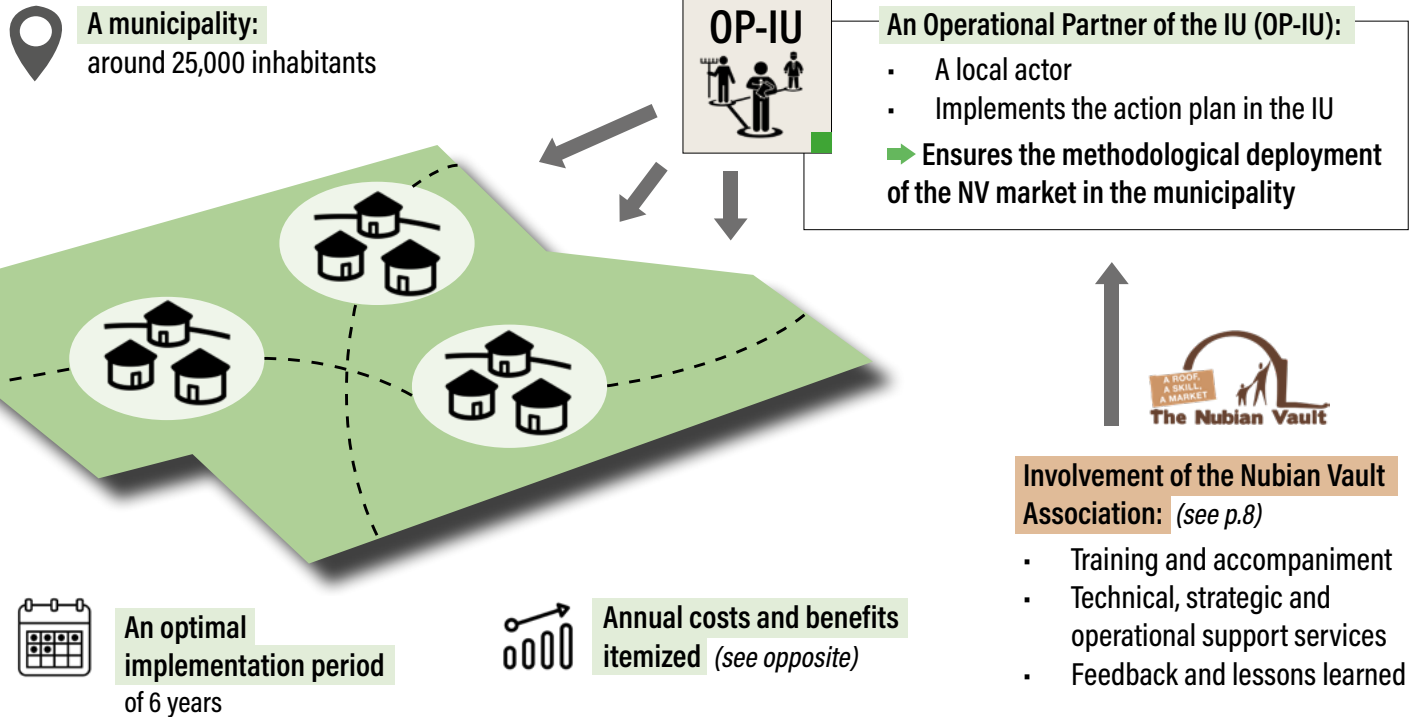 A municipality:
around 25,000 inhabitants
OP-IU
An Operational Partner of the IU (OP-IU):
· A local actor
· Implements the action plan in the IU
Ensures the methodological deployment
of the NV market in the municipality
A ROOF,
A SKILL,
A MARKET
The Nubian Vault
Involvement of the Nubian Vault
Association: (see p.8)
· Training and accompaniment
· Technical, strategic and
operational support services
· Feedback and lessons learned
An optimal
implementation period
of 6 years
Annual costs and benefits
itemized (see opposite)